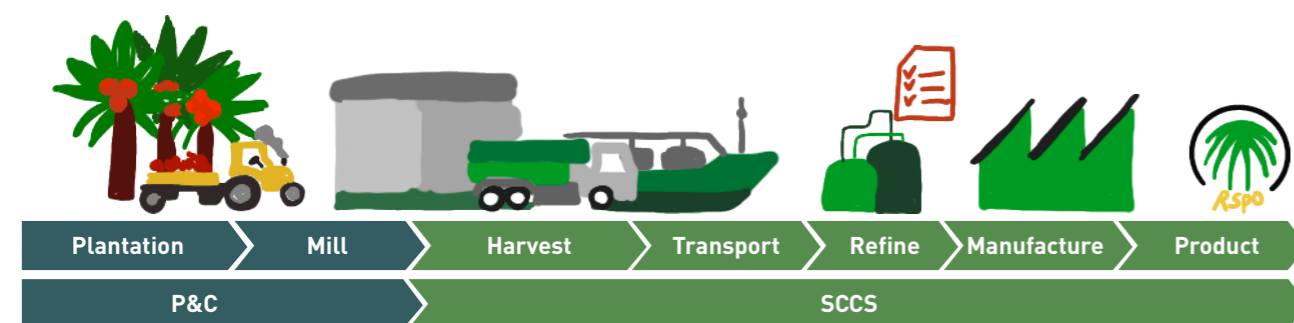 RSPO
Plantation Mill Harvest Transport Refine Manufacture Product
P&C SCCS